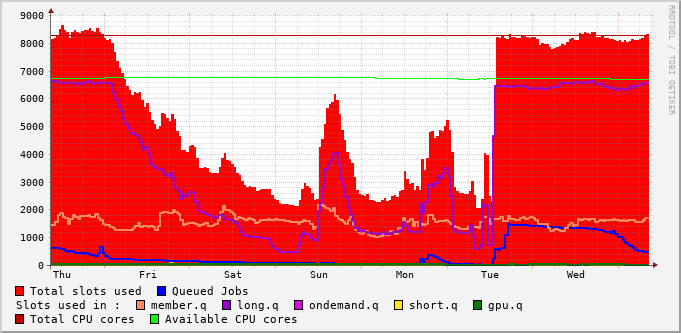 RRDTOOL / TOBI OETIKER
9000
8000
7000
6000
5000
4000
3000
2000
1000
0
Thu Fri Sat Sun Mon Tue Wed
Total slots used Queued Jobs
Slots used in : member.q long.q ondemand.q short.q gpu.q
Total CPU cores Available CPU cores